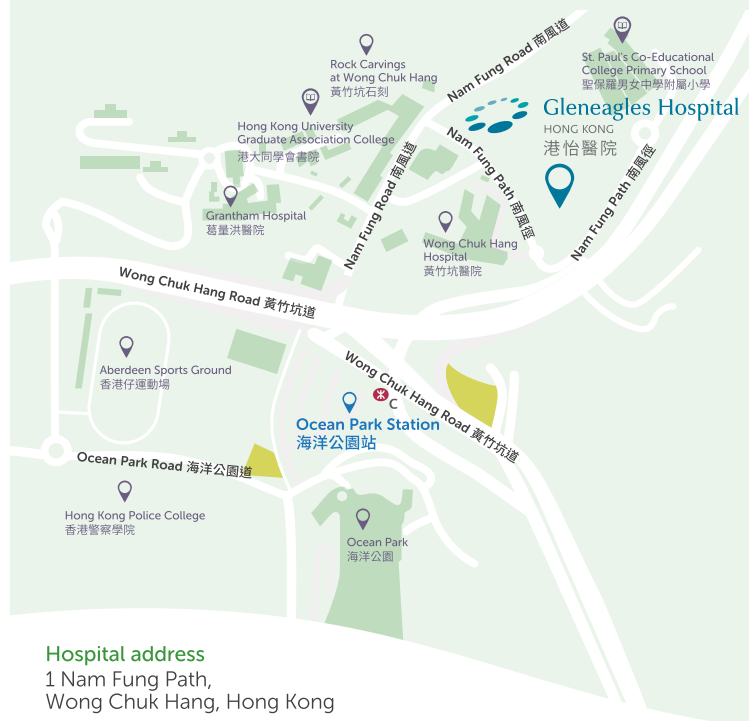 Rock Carvings
at Wong Chuk Hang
黃竹坑石刻
Nam Fung Road 南風道
St. Paul's Co-Educational
College Primary School
聖保羅男女中學附屬小學
Gleneagles Hospital
HONG KONG
港怡醫院
Hong Kong University
Graduate Association College
港大同學會書院
Nam Fung Path 南風徑
Nam Fung Road 南風道
Nam Fung Path 南風徑
Grantham Hospital
葛量洪醫院
Wong Chuk Hang
Hospital
黃竹坑醫院
Wong Chuk Hang Road 黃竹坑道
Aberdeen Sports Ground
香港仔運動場
Wong Chuk Hang Road 黃竹坑道
C
Ocean Park Station
海洋公園站
Ocean Park Road 海洋公園道
Hong Kong Police College
香港警察學院
Ocean Park
海洋公園
Hospital address
1 Nam Fung Path,
Wong Chuk Hang, Hong Kong